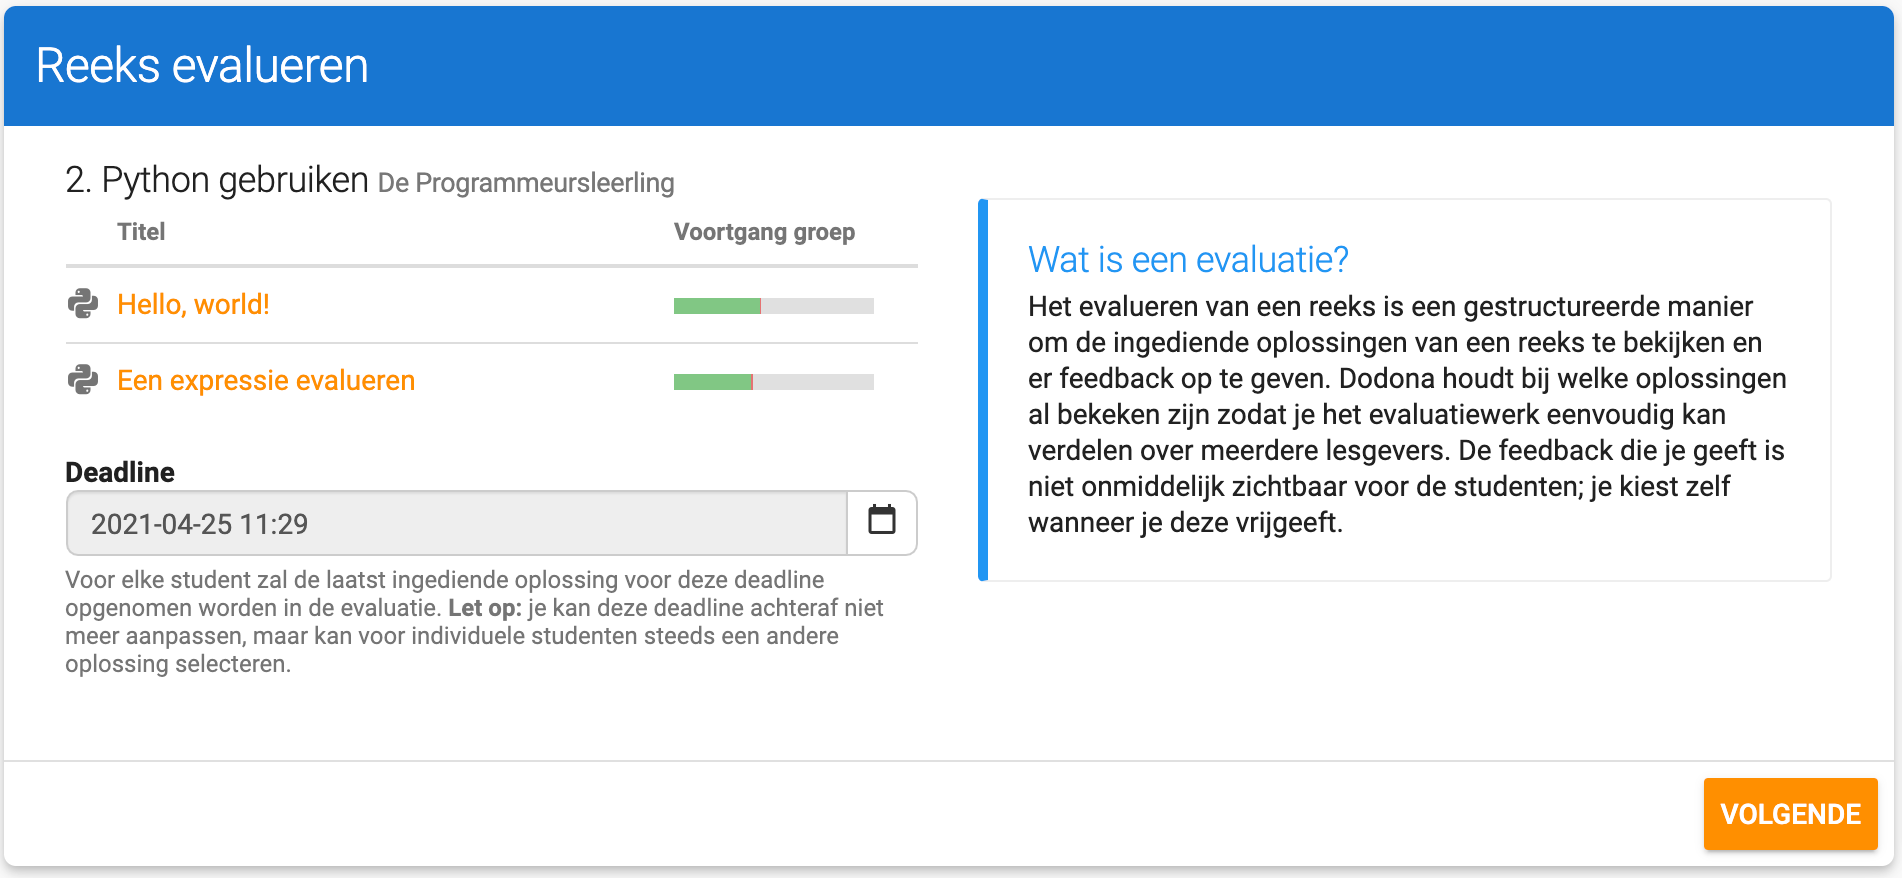 Reeks evalueren
2. Python gebruiken De Programmeursleerling
Titel Voortgang groep
Hello, world!
Een expressie evalueren
Deadline
2021-04-25 11:29
Voor elke student zal de laatst ingediende oplossing voor deze deadline
opgenomen worden in de evaluatie. Let op: je kan deze deadline achteraf niet
meer aanpassen, maar kan voor individuele studenten steeds een andere
oplossing selecteren.
Wat is een evaluatie?
Het evalueren van een reeks is een gestructureerde manier
om de ingediende oplossingen van een reeks te bekijken en
er feedback op te geven. Dodona houdt bij welke oplossingen
al bekeken zijn zodat je het evaluatiewerk eenvoudig kan
verdelen over meerdere lesgevers. De feedback die je geeft is
niet onmiddelijk zichtbaar voor de studenten; je kiest zelf
wanneer je deze vrijgeeft.
VOLGENDE